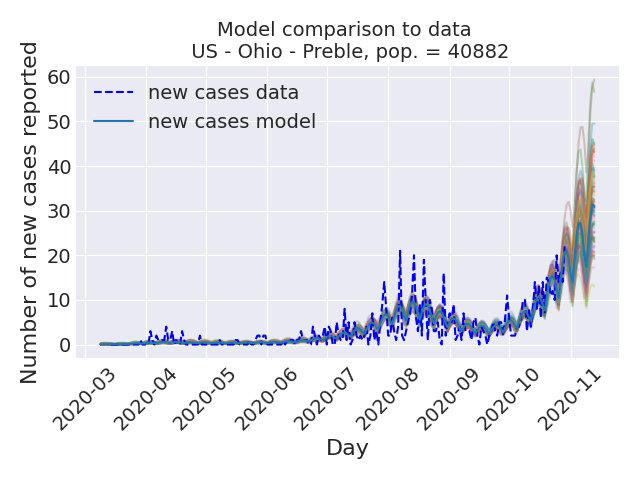 Model comparison to data
US - Ohio - Preble, pop. = 40882
Number of new cases reported
60
50
40
30
20
10
0
new cases data
new cases model
2020-03
2020-04
2020-05
2020-06
2020-07
2020-08
2020-09
2020-10
2020-11
Day